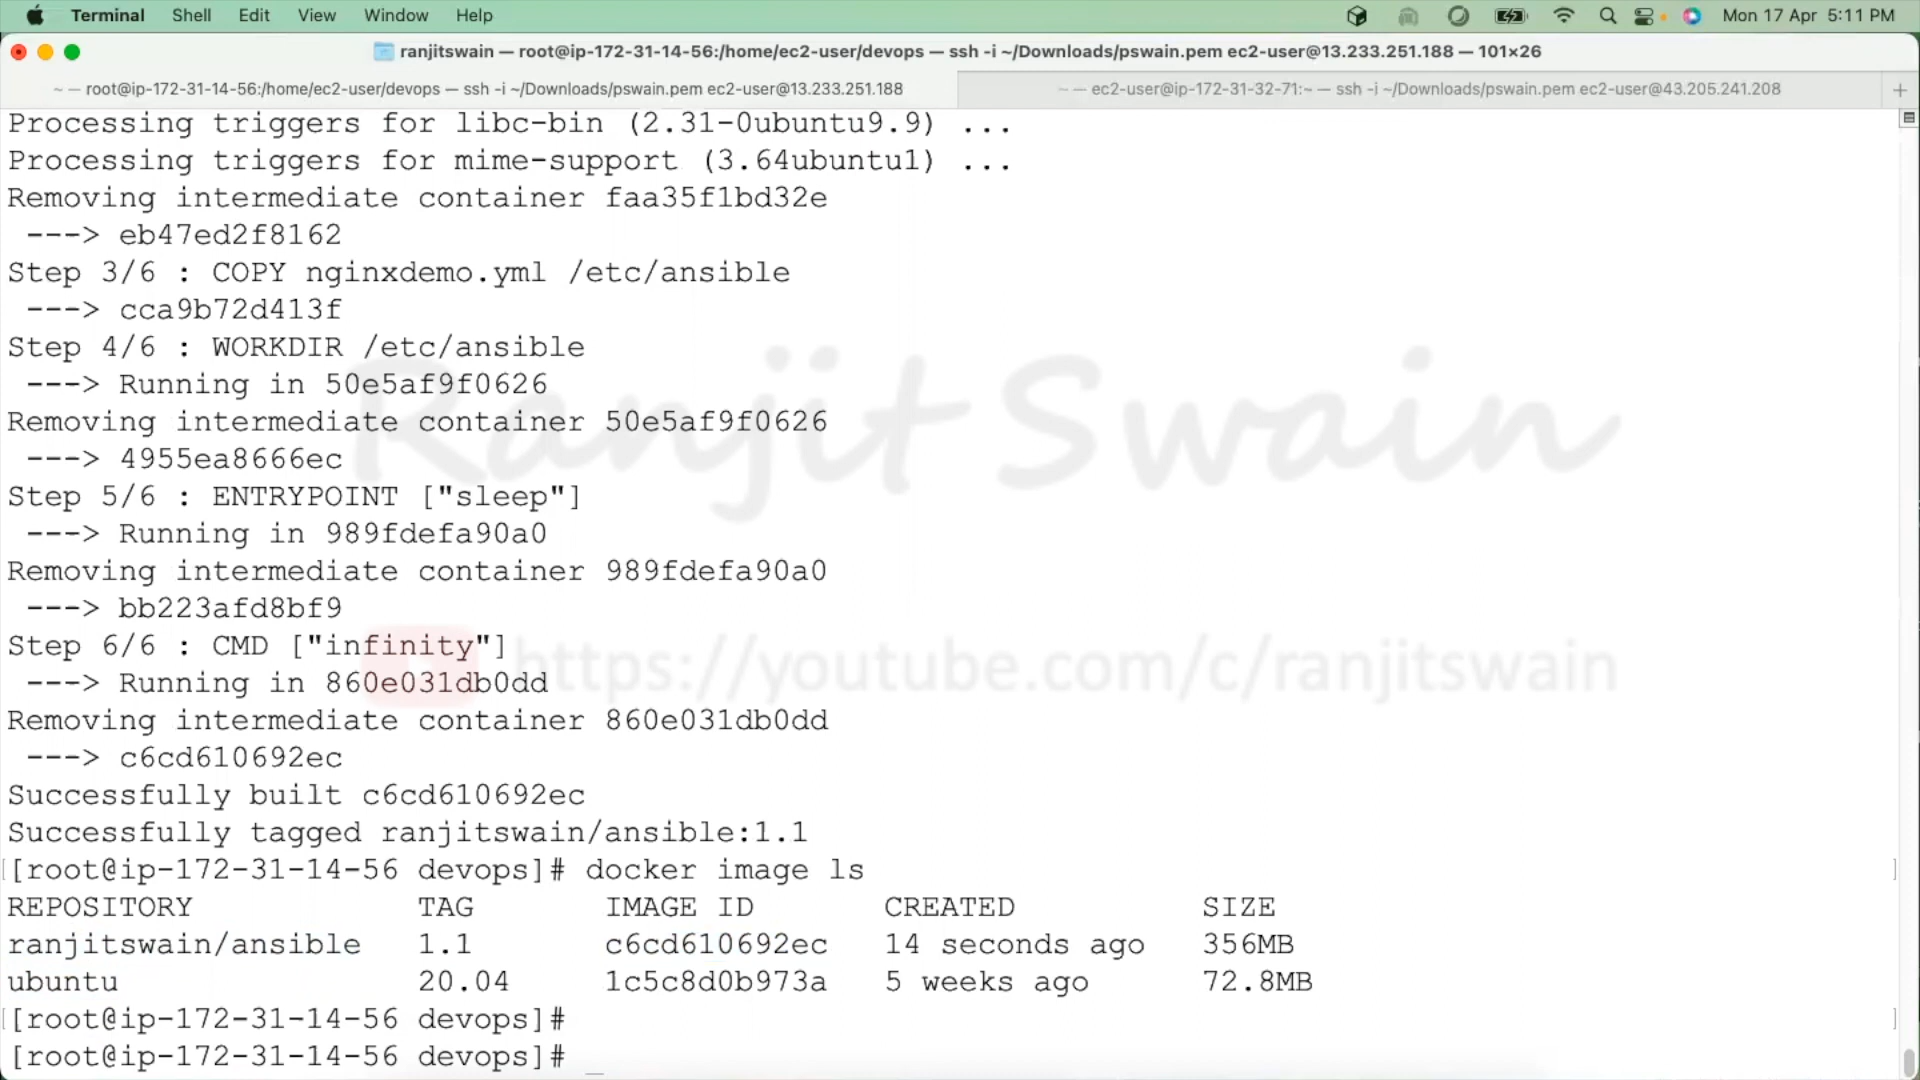 Terminal Shell Edit View Window Help Mon 17 Apr 5:11 PM
ranjitswain — root@ip-172-31-14-56:/home/ec2-user/devops — ssh -i ~/Downloads/pswain.pem ec2-user@13.233.251.188 — 101×26
~ — root@ip-172-31-14-56:/home/ec2-user/devops — ssh -i ~/Downloads/pswain.pem ec2-user@13.233.251.188
~ — ec2-user@ip-172-31-32-71:~ — ssh -i ~/Downloads/pswain.pem ec2-user@43.205.241.208
Processing triggers for libc-bin (2.31-0ubuntu9.9) ...
Processing triggers for mime-support (3.64ubuntu1) ...
Removing intermediate container faa35f1bd32e
---> eb47ed2f8162
Step 3/6 : COPY nginxdemo.yml /etc/ansible
---> cca9b72d413f
Step 4/6 : WORKDIR /etc/ansible
---> Running in 50e5af9f0626
Removing intermediate container 50e5af9f0626
---> 4955ea8666ec
Ranjit Swain
Step 5/6 : ENTRYPOINT ["sleep"]
---> Running in 989fdefa90a0
Removing intermediate container 989fdefa90a0
---> bb223afd8bf9
Step 6/6 : CMD ["infinity"]
https://youtube.com/c/ranjitswain
---> Running in 860e031db0dd
Removing intermediate container 860e031db0dd
---> c6cd610692ec
Successfully built c6cd610692ec
Successfully tagged ranjitswain/ansible:1.1
[[root@ip-172-31-14-56 devops]# docker image ls ]
REPOSITORY TAG IMAGE ID CREATED SIZE
ranjitswain/ansible 1.1 c6cd610692ec 14 seconds ago 356MB
ubuntu 20.04 1c5c8d0b973a 5 weeks ago 72.8MB
[[root@ip-172-31-14-56 devops]# ]
[root@ip-172-31-14-56 devops]# _